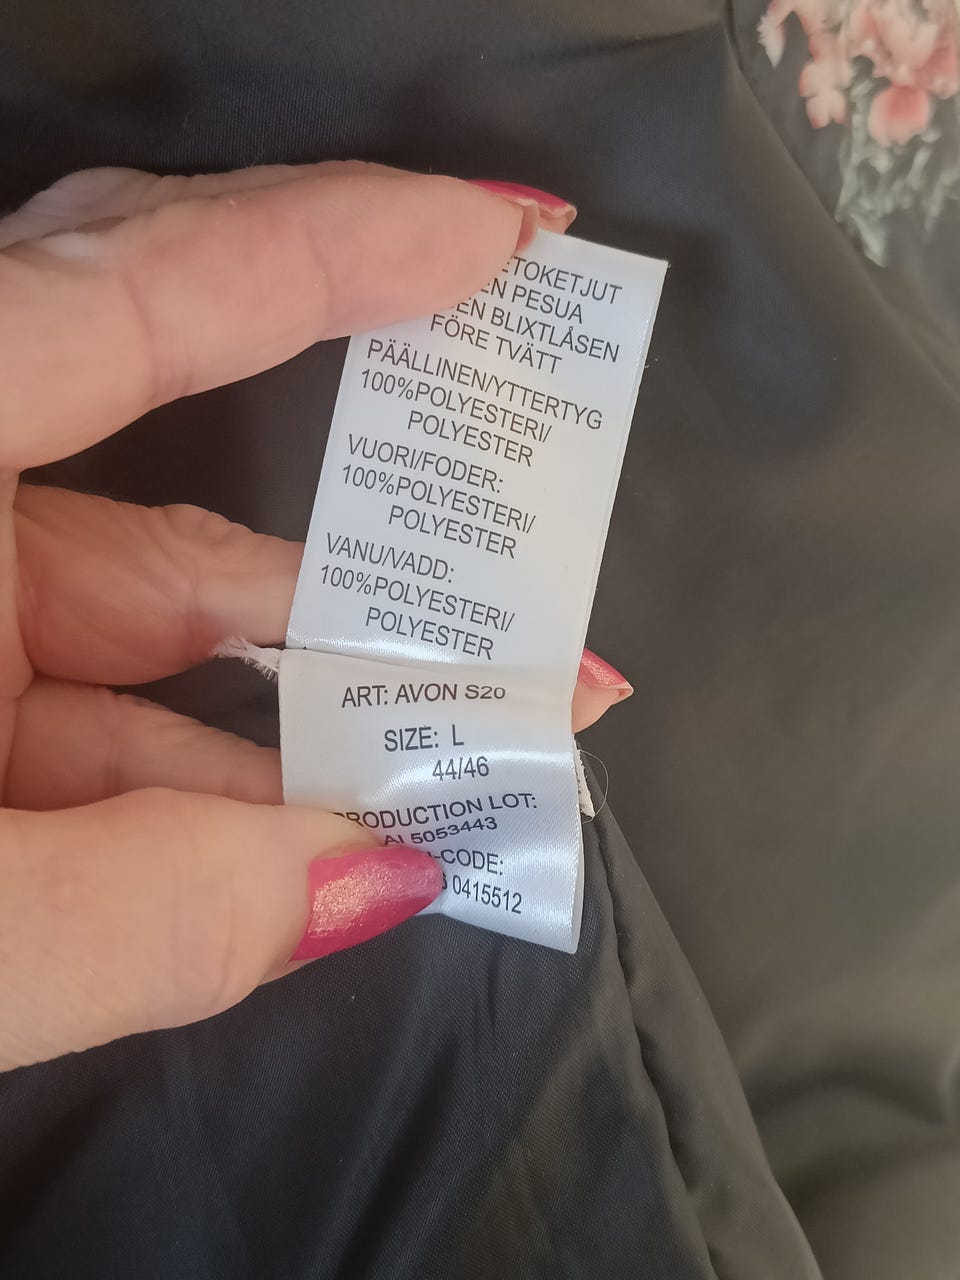 ETOKETJUT
EN PESUA
EN BLIXTLÅSEN
FÖRE TVÄTT
PÄÄLLINEN/YTTERTYG
100%POLYESTERI/
POLYESTER
VUORI/FODER:
100%POLYESTERI/
POLYESTER
VANU/VADD:
100%POLYESTERI/
POLYESTER
ART: AVON S20
SIZE: L
44/46
PRODUCTION LOT:
5053443
-CODE:
0415512